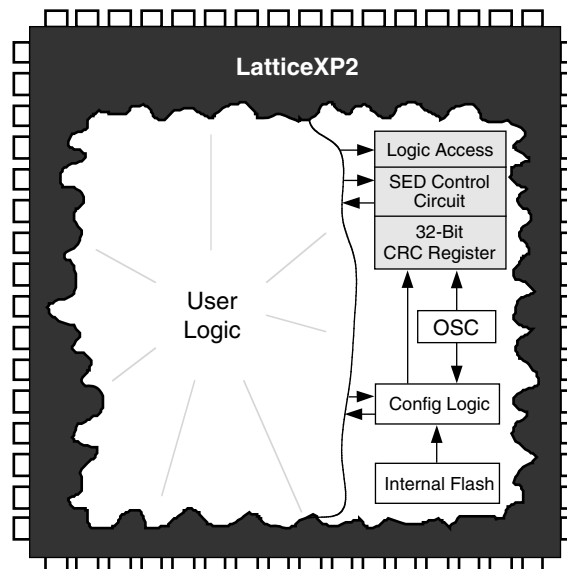 LatticeXP2
Logic Access
SED Control
Circuit
32-Bit
CRC Register
User
Logic
OSC
Config Logic
Internal Flash